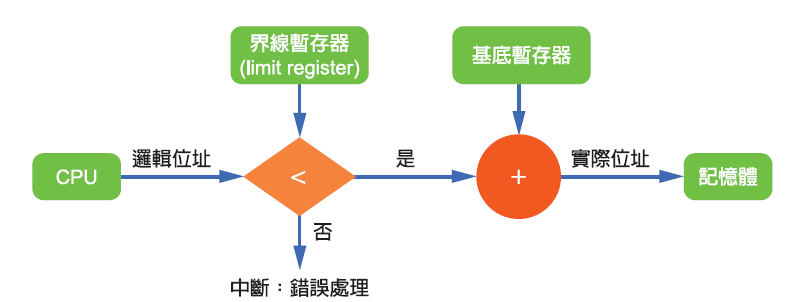 界線暫存器
(limit register)
基底暫存器
CPU
邏輯位址
<
是
+
實際位址
記憶體
否
中斷：錯誤處理